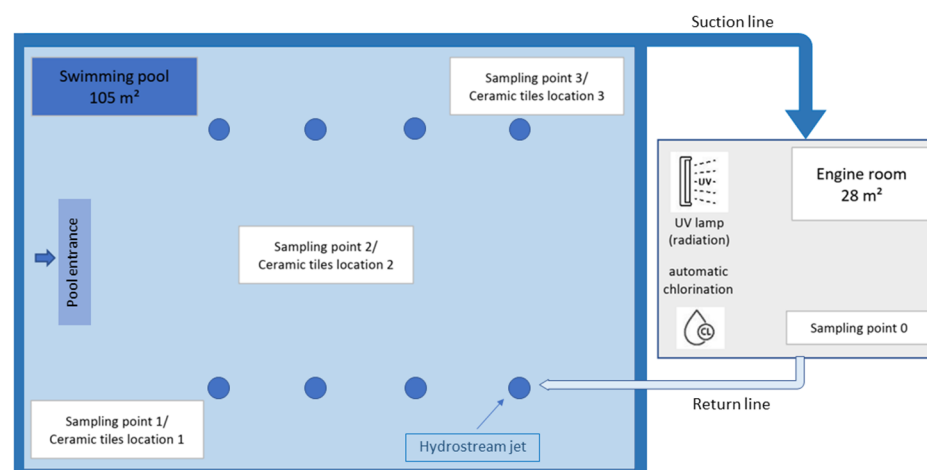 Suction line
Swimming pool
105 m²
Sampling point 3/
Ceramic tiles location 3
Engine room
28 m²
UV
UV lamp
(radiation)
Pool entrance
Sampling point 2/
Ceramic tiles location 2
automatic
chlorination
CL
Sampling point 0
Sampling point 1/
Ceramic tiles location 1
Hydrostream jet
Return line